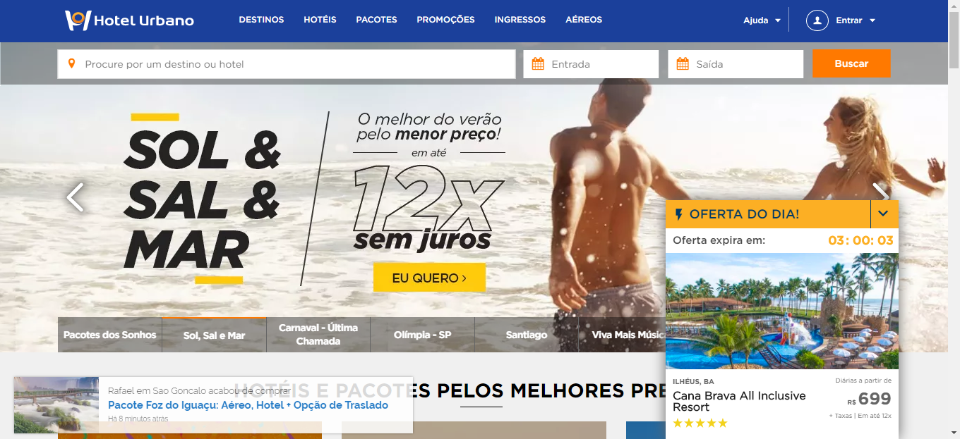 Hotel Urbano
DESTINOS HOTÉIS PACOTES PROMOÇÕES INGRESSOS AÉREOS Ajuda Entrar
Procure por um destino ou hotel Entrada Saída Buscar
SOL &
SAL &
MAR
O melhor do verão
pelo menor preço!
em até
12x
sem juros
EU QUERO >
OFERTA DO DIA!
Oferta expira em: 03:00:03
Pacotes dos Sonhos
Sol, Sal e Mar
Carnaval - Última
Chamada
Olímpia - SP
Santiago
Viva Mais Músic
HOTÉIS E PACOTES PELOS MELHORES PRE
Rafael em Sao Goncalo acabou de comprar
Pacote Foz do Iguaçu: Aéreo, Hotel + Opção de Traslado
Há 8 minutos atrás
ILHÉUS, BA
Cana Brava All Inclusive
Resort
Diárias a partir de
R$ 699
+ Taxas | Em até 12x